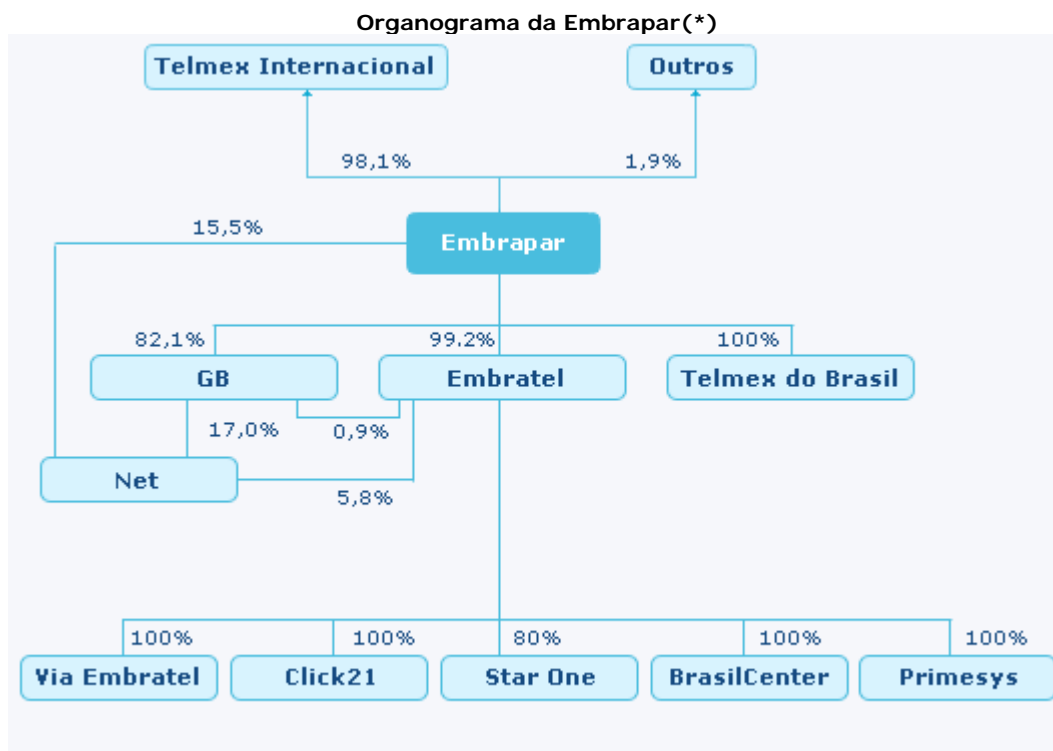 Organograma da Embrapar(*)
Telmex Internacional
Outros
98,1%
1,9%
15,5%
Embrapar
82,1%
99.2%
100%
GB
Embratel
Telmex do Brasil
17,0%
0,9%
Net
5,8%
100%
100%
80%
100%
100%
Via Embratel
Click21
Star One
BrasilCenter
Primesys